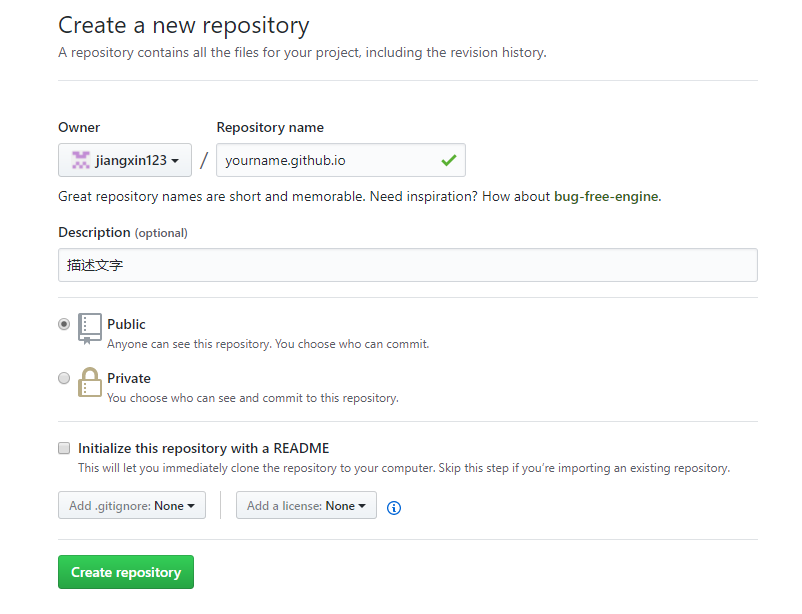 Create a new repository
A repository contains all the files for your project, including the revision history.
Owner
Repository name
jiangxin123
/
yourname.github.io
Great repository names are short and memorable. Need inspiration? How about bug-free-engine.
Description (optional)
描述文字
Public
Anyone can see this repository. You choose who can commit.
Private
You choose who can see and commit to this repository.
Initialize this repository with a README
This will let you immediately clone the repository to your computer. Skip this step if you’re importing an existing repository.
Add .gitignore: None
Add a license: None
Create repository